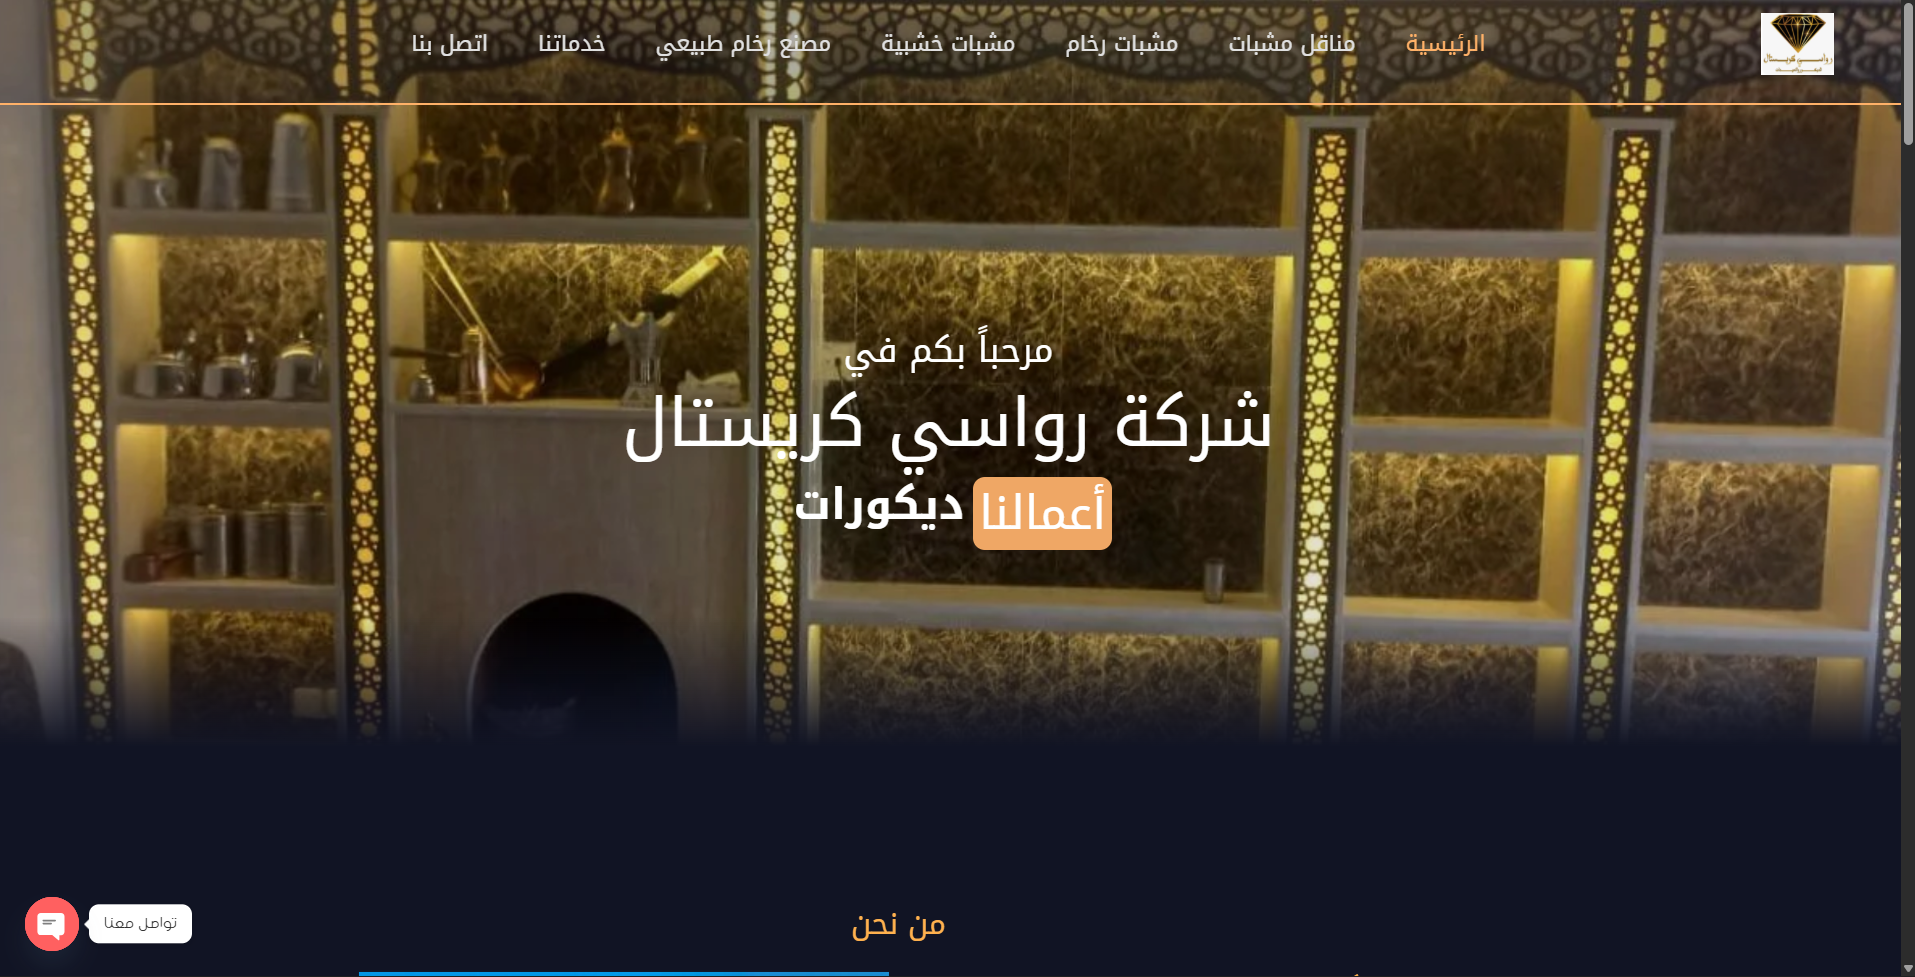 رواسي كريستال
الرئيسية
مناقل مشبات
مشبات رخام
مشبات خشبية
مصنع رخام طبيعي
خدماتنا
اتصل بنا
مرحباً بكم في
شركة رواسي كريستال
أعمالنا ديكورات
من نحن
تواصل معنا